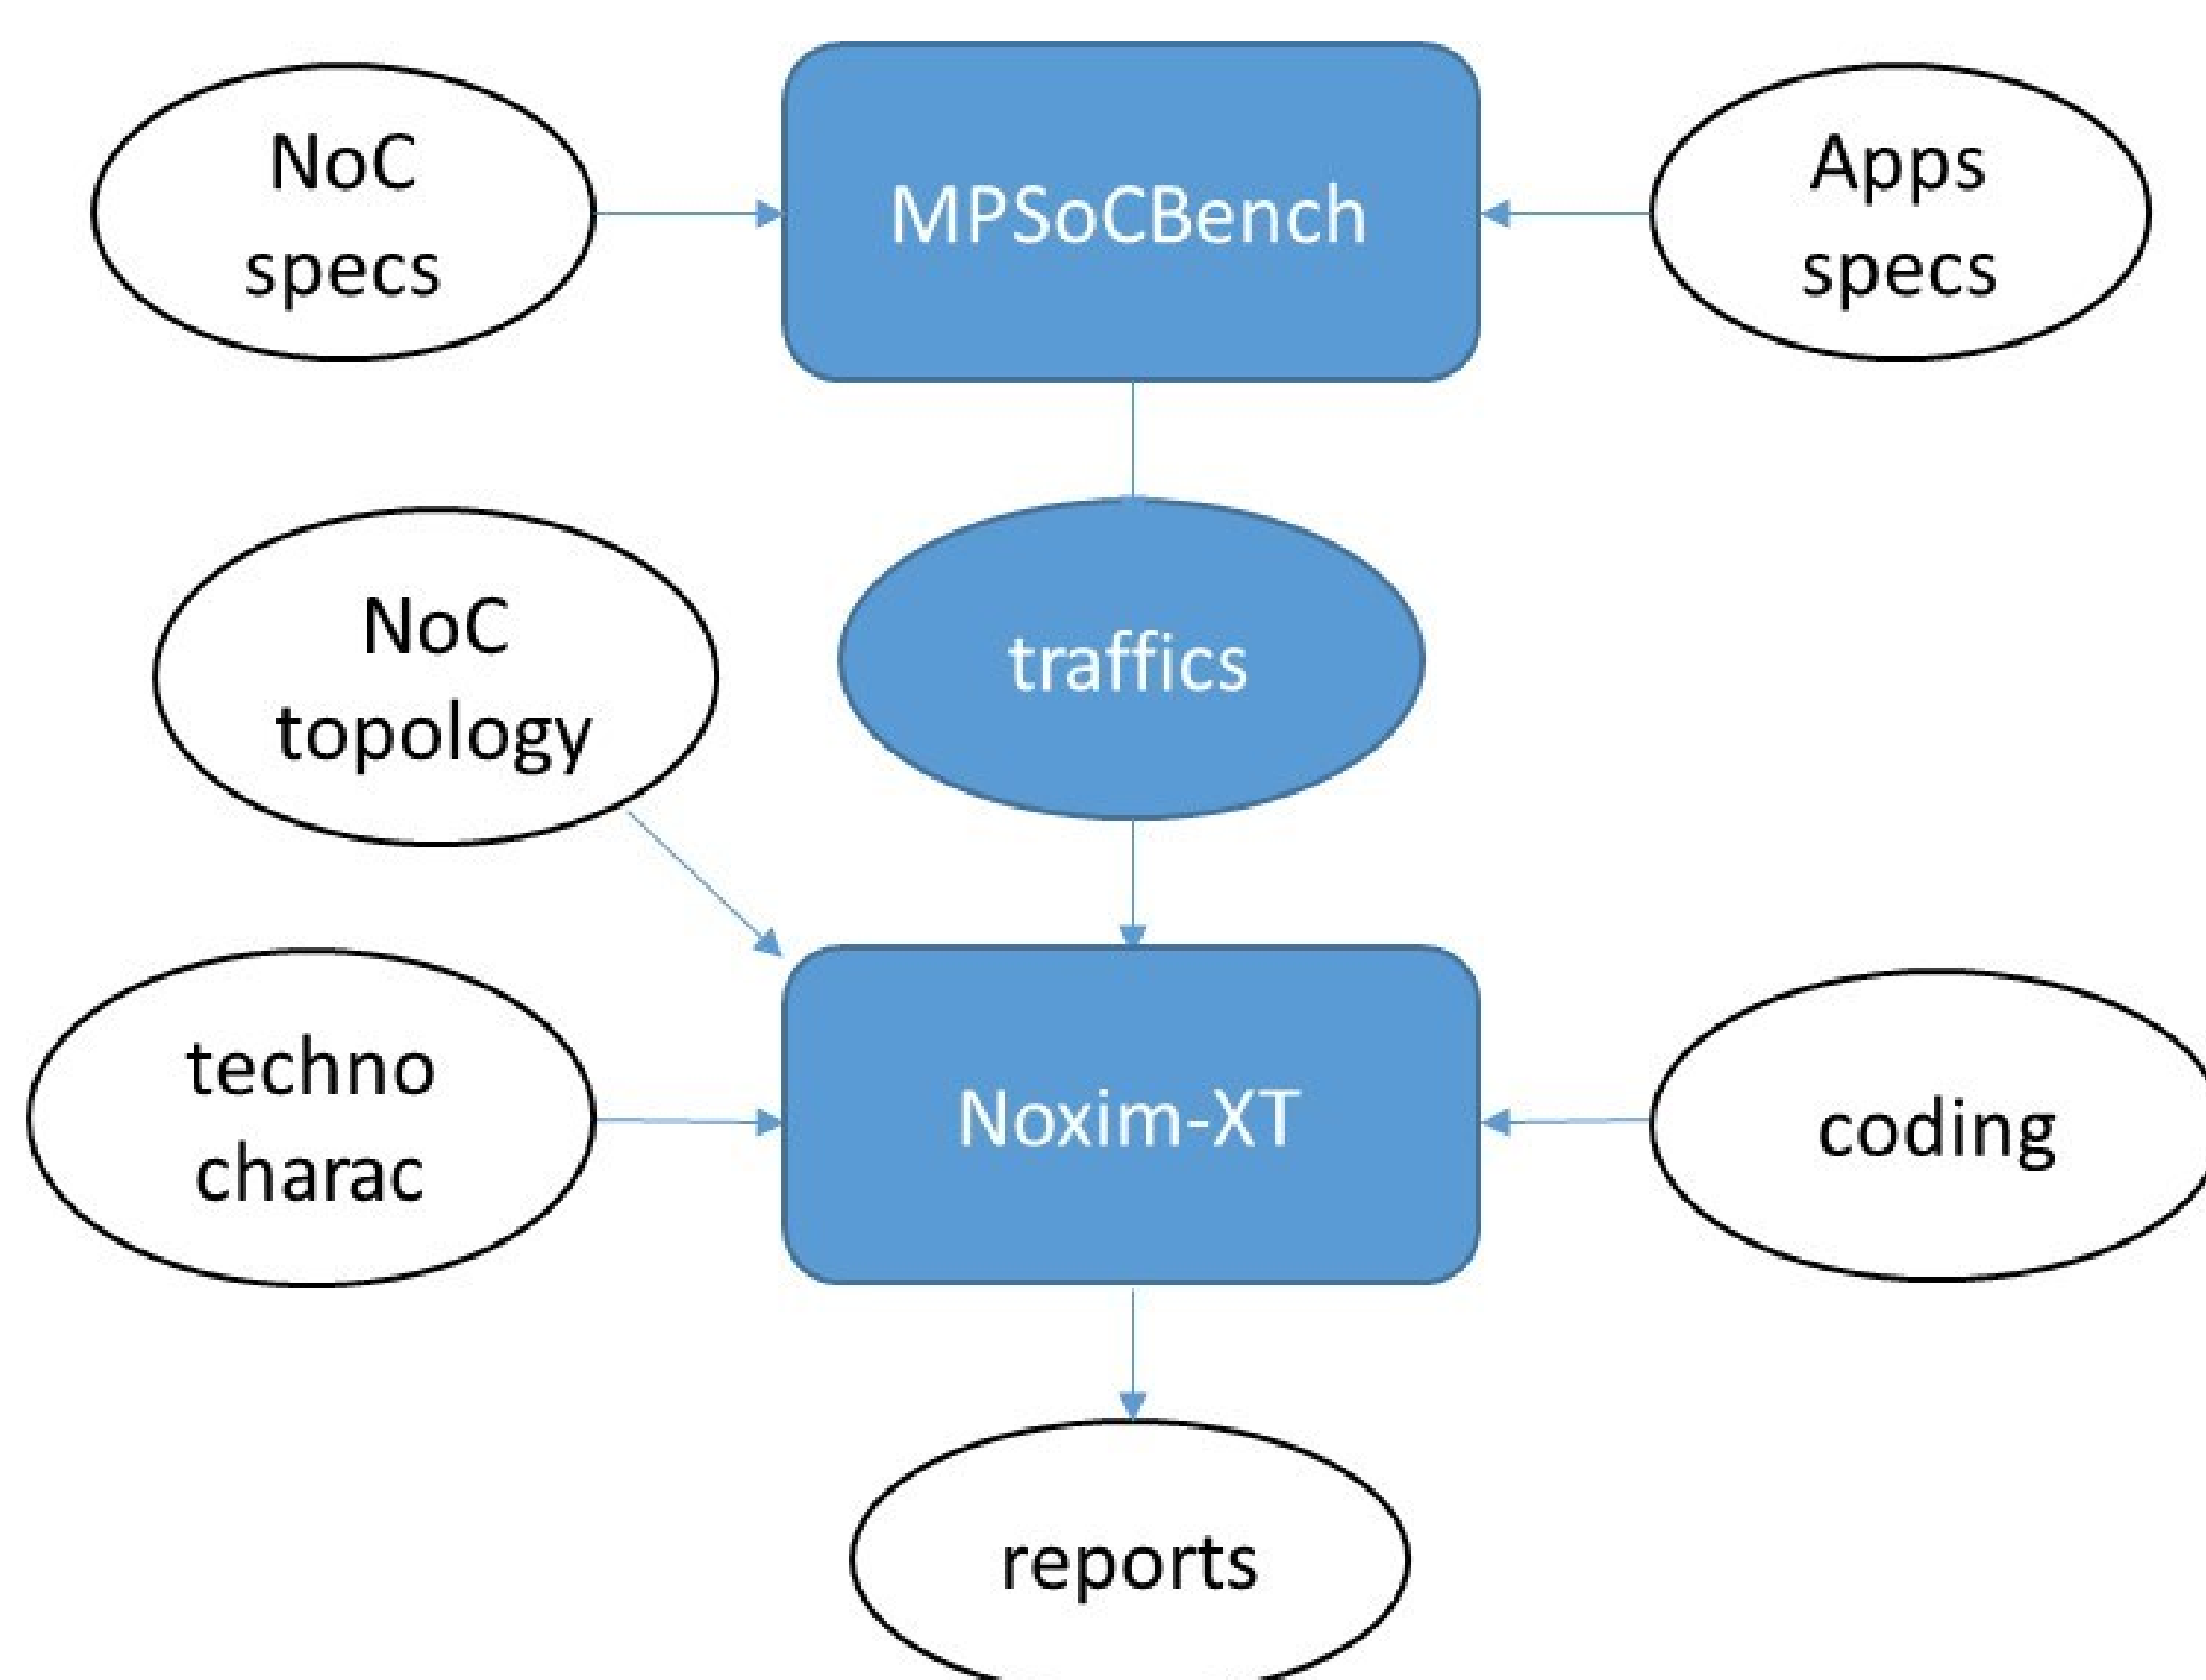 NoC
specs
MPSoCBench
Apps
specs
NoC
topology
traffics
techno
charac
Noxim-XT
coding
reports